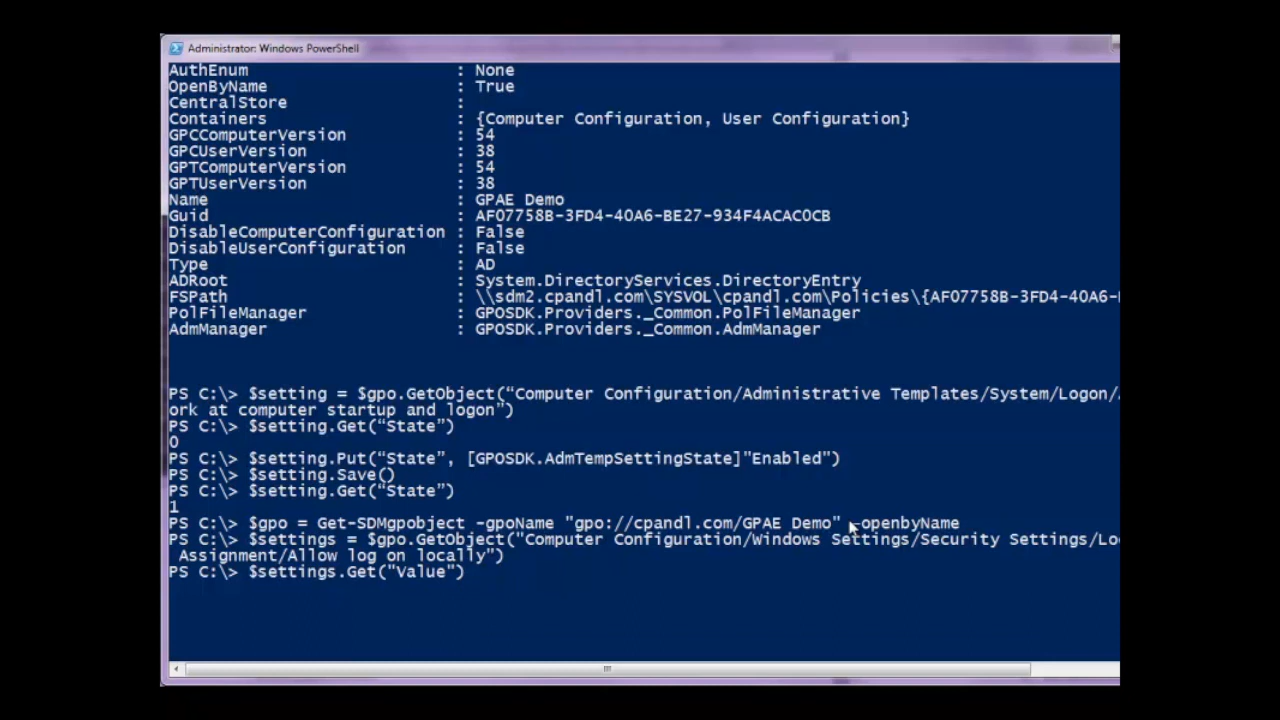 Administrator: Windows PowerShell
AuthEnum : None
OpenByName : True
CentralStore :
Containers : {Computer Configuration, User Configuration}
GPCComputerVersion : 54
GPCUserVersion : 38
GPTComputerVersion : 54
GPTUserVersion : 38
Name : GPAE Demo
Guid : AF07758B-3FD4-40A6-BE27-934F4ACAC0CB
DisableComputerConfiguration : False
DisableUserConfiguration : False
Type : AD
ADRoot : System.DirectoryServices.DirectoryEntry
FSPath : \\sdm2.cpandl.com\SYSVOL\cpandl.com\Policies\{AF07758B-3FD4-40A6-
PolFileManager : GPOSDK.Providers._Common.PolFileManager
AdmManager : GPOSDK.Providers._Common.AdmManager
PS C:\> $setting = $gpo.GetObject(“Computer Configuration/Administrative Templates/System/Logon/
ork at computer startup and logon”)
PS C:\> $setting.Get(“State”)
0
PS C:\> $setting.Put(“State”, [GPOSDK.AdmTempSettingState]"Enabled")
PS C:\> $setting.Save()
PS C:\> $setting.Get(“State”)
1
PS C:\> $gpo = Get-SDMgpobject -gpoName "gpo://cpandl.com/GPAE Demo" -openbyName
PS C:\> $settings = $gpo.GetObject("Computer Configuration/Windows Settings/Security Settings/Lo
Assignment/Allow log on locally")
PS C:\> $settings.Get("Value")